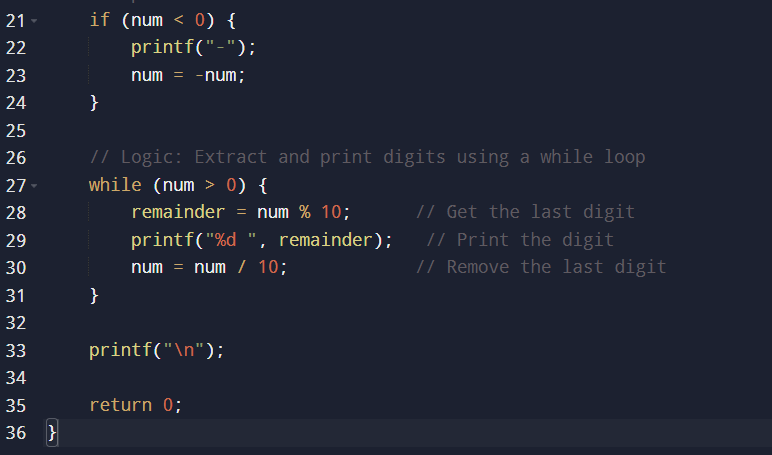 21 if (num < 0) {
22 printf("-");
23 num = -num;
24 }
25
26 // Logic: Extract and print digits using a while loop
27 while (num > 0) {
28 remainder = num % 10; // Get the last digit
29 printf("%d ", remainder); // Print the digit
30 num = num / 10; // Remove the last digit
31 }
32
33 printf("\n");
34
35 return 0;
36 }